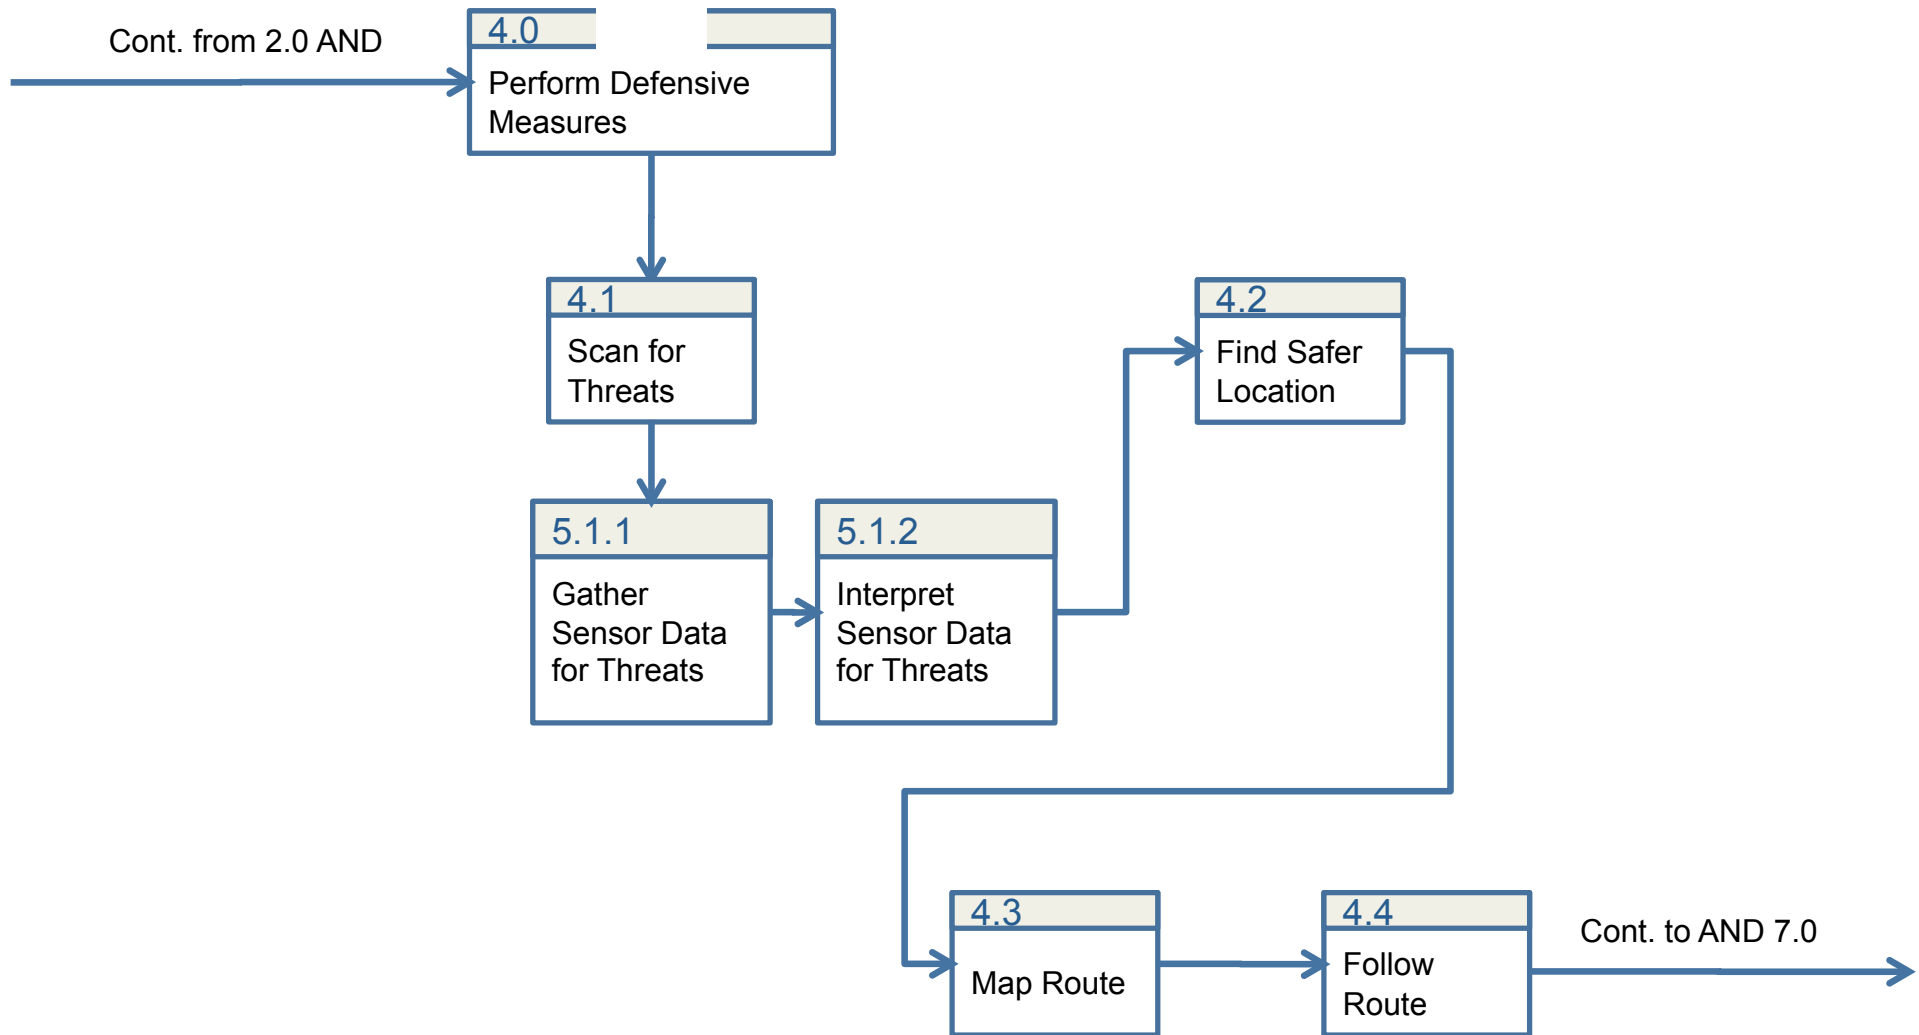 Cont. from 2.0 AND
4.0
Perform Defensive
Measures
4.1
Scan for
Threats
4.2
Find Safer
Location
5.1.1
Gather
Sensor Data
for Threats
5.1.2
Interpret
Sensor Data
for Threats
4.3
Map Route
4.4
Follow
Route
Cont. to AND 7.0